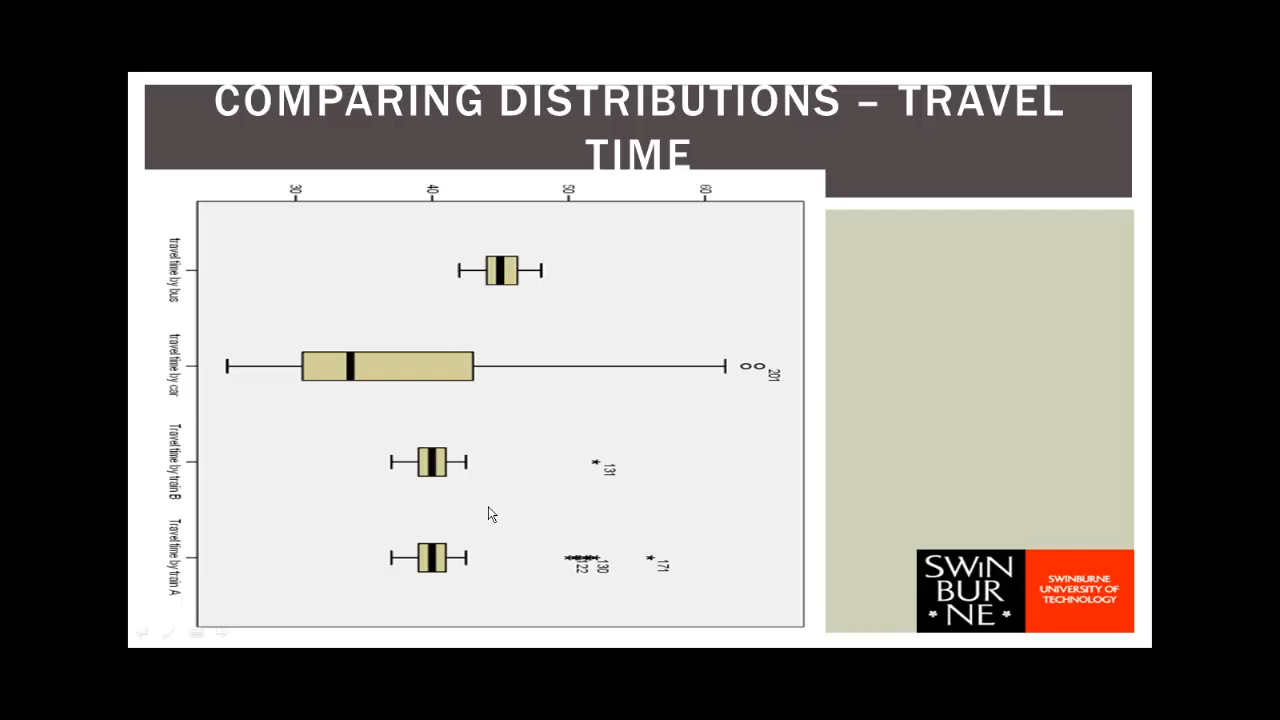 COMPARING DISTRIBUTIONS – TRAVEL
TIME
30
40
50
60
travel time by bus
travel time by car
201
Travel time by train B
131
Travel time by train A
122
130
171
SWiN
BUR
* NE *
SWINBURNE
UNIVERSITY OF
TECHNOLOGY